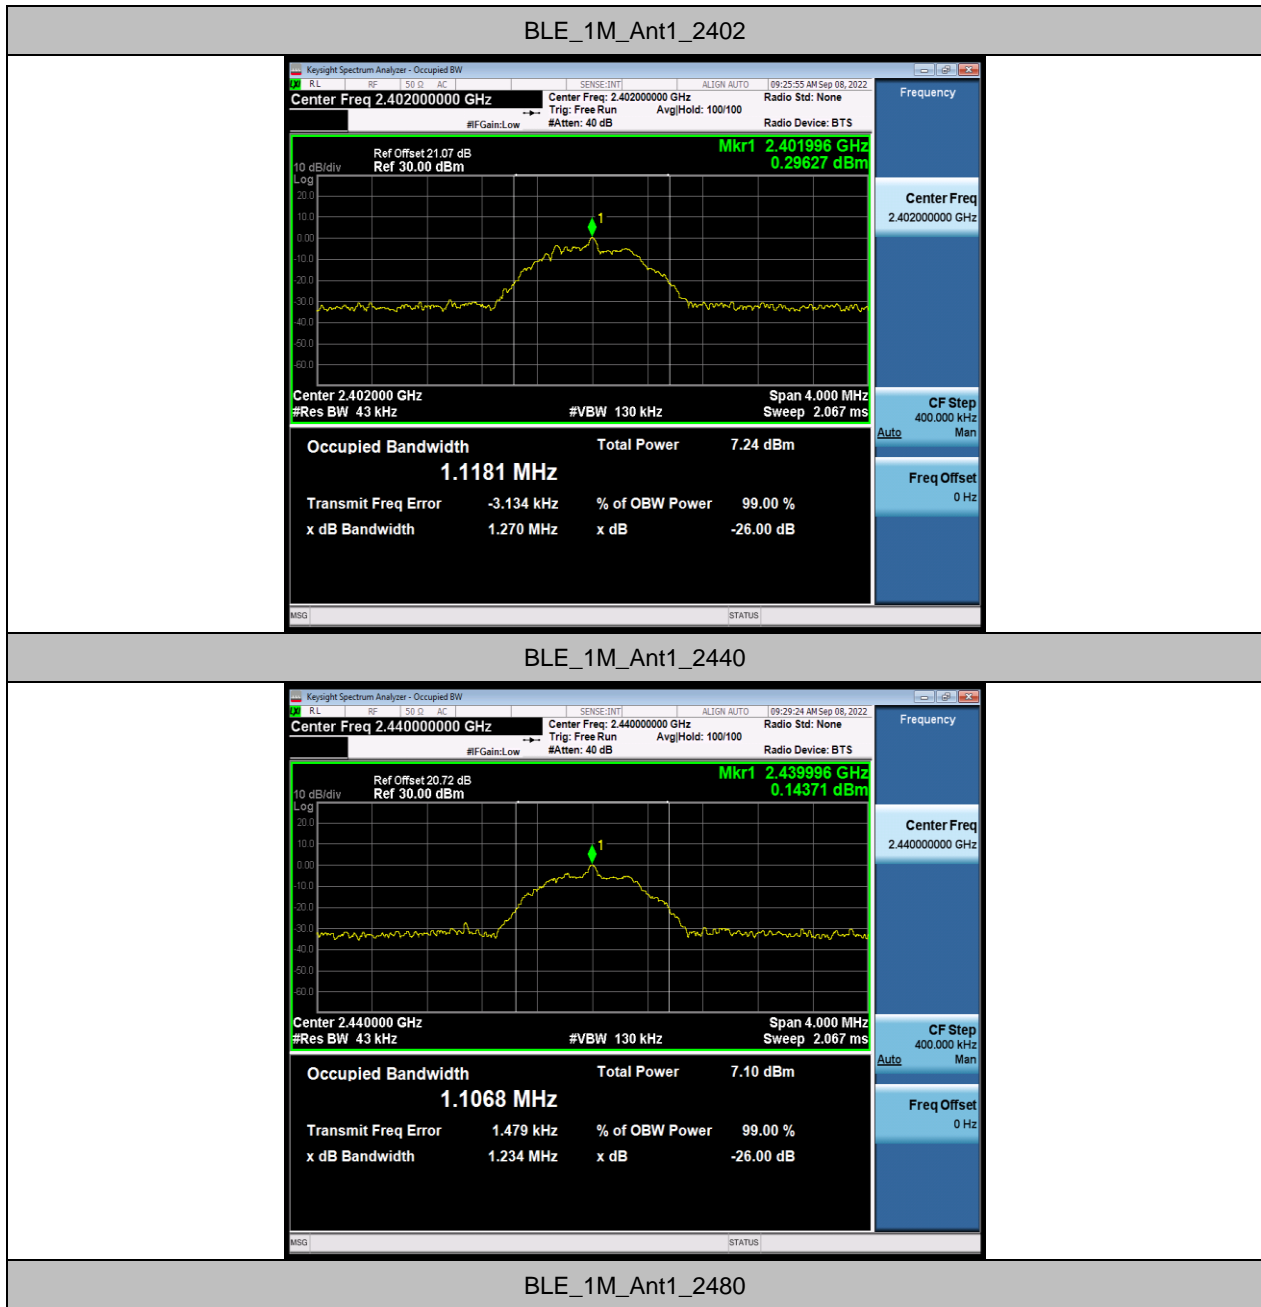 BLE_1M_Ant1_2402
Keysight Spectrum Analyzer - Occupied BW
RL RF 50 Ω AC SENSE:INT ALIGN AUTO 09:25:55 AM Sep 08, 2022
Center Freq 2.402000000 GHz Center Freq: 2.402000000 GHz Radio Std: None
Trig: Free Run Avg|Hold: 100/100
#IFGain:Low #Atten: 40 dB Radio Device: BTS
Frequency
Mkr1 2.401996 GHz
Ref Offset 21.07 dB
10 dB/div Ref 30.00 dBm 0.29627 dBm
Log
20.0
10.0
1
0.00
-10.0
-20.0
-30.0
-40.0
-50.0
-60.0
Center 2.402000 GHz Span 4.000 MHz
#Res BW 43 kHz #VBW 130 kHz Sweep 2.067 ms
Center Freq
2.402000000 GHz
CF Step
400.000 kHz
Auto Man
Freq Offset
0 Hz
Occupied Bandwidth Total Power 7.24 dBm
1.1181 MHz
Transmit Freq Error -3.134 kHz % of OBW Power 99.00 %
x dB Bandwidth 1.270 MHz x dB -26.00 dB
MSG STATUS
BLE_1M_Ant1_2440
Keysight Spectrum Analyzer - Occupied BW
RL RF 50 Ω AC SENSE:INT ALIGN AUTO 09:29:24 AM Sep 08, 2022
Center Freq 2.440000000 GHz Center Freq: 2.440000000 GHz Radio Std: None
Trig: Free Run Avg|Hold: 100/100
#IFGain:Low #Atten: 40 dB Radio Device: BTS
Frequency
Mkr1 2.439996 GHz
Ref Offset 20.72 dB
10 dB/div Ref 30.00 dBm 0.14371 dBm
Log
20.0
10.0
1
0.00
-10.0
-20.0
-30.0
-40.0
-50.0
-60.0
Center 2.440000 GHz Span 4.000 MHz
#Res BW 43 kHz #VBW 130 kHz Sweep 2.067 ms
Center Freq
2.440000000 GHz
CF Step
400.000 kHz
Auto Man
Freq Offset
0 Hz
Occupied Bandwidth Total Power 7.10 dBm
1.1068 MHz
Transmit Freq Error 1.479 kHz % of OBW Power 99.00 %
x dB Bandwidth 1.234 MHz x dB -26.00 dB
MSG STATUS
BLE_1M_Ant1_2480